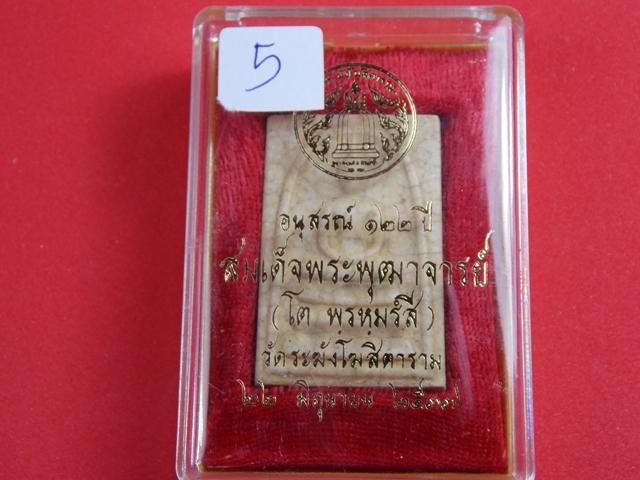 5
อนุสรณ์ ๑๒๒ ปี
สมเด็จพระพุฒาจารย์
(โต พรหมรํสี)
วัดระฆังโฆสิตาราม
๒๒ มิถุนายน ๒๕๓๗